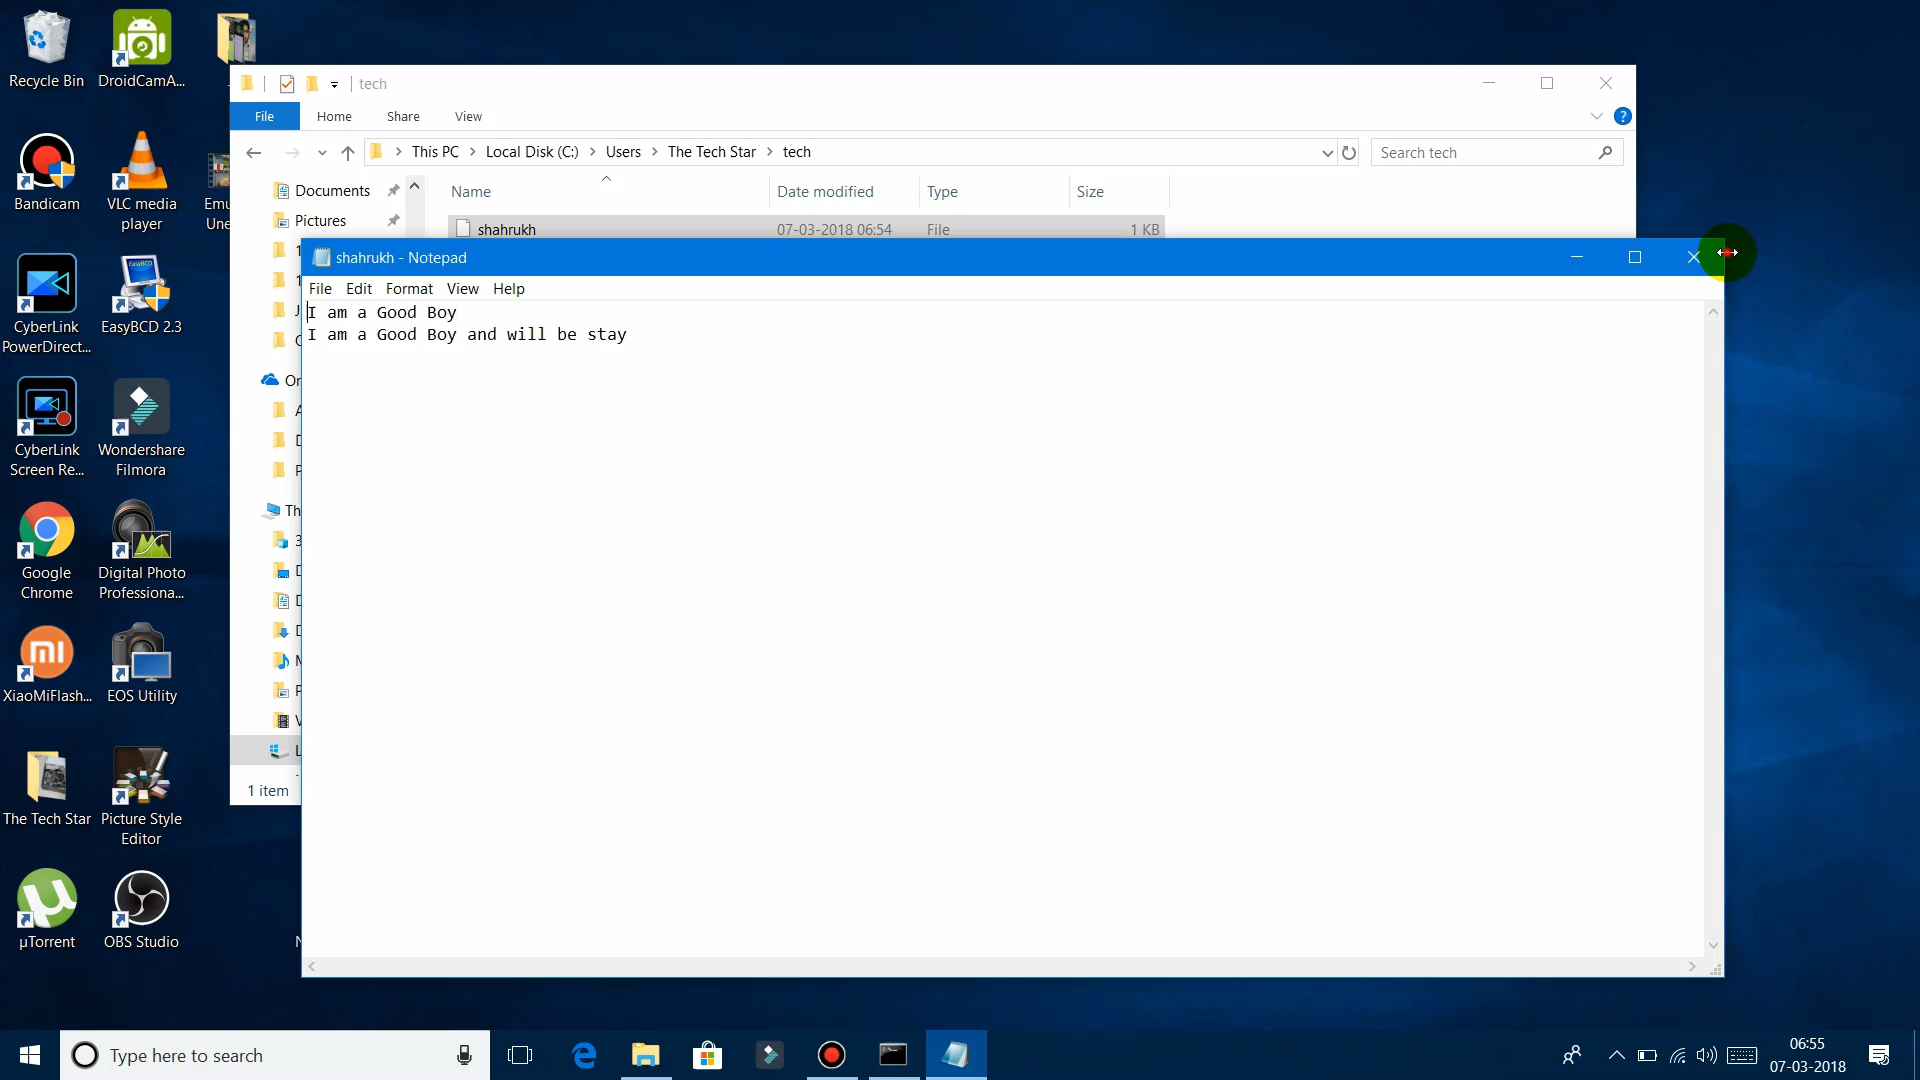 Recycle Bin
DroidCamA...
Bandicam
VLC media
player
Emu
Une
CyberLink
PowerDirect...
EasyBCD
EasyBCD 2.3
CyberLink
Screen Re...
Wondershare
Filmora
Google
Chrome
Digital Photo
Professiona...
XiaoMiFlash...
EOS Utility
The Tech Star
Picture Style
Editor
µTorrent
OBS Studio
tech
File Home Share View
This PC > Local Disk (C:) > Users > The Tech Star > tech
Search tech
Documents
Pictures
Name Date modified Type Size
shahrukh 07-03-2018 06:54 File 1 KB
1 item
shahrukh - Notepad
File Edit Format View Help
I am a Good Boy
I am a Good Boy and will be stay
Type here to search
06:55
07-03-2018